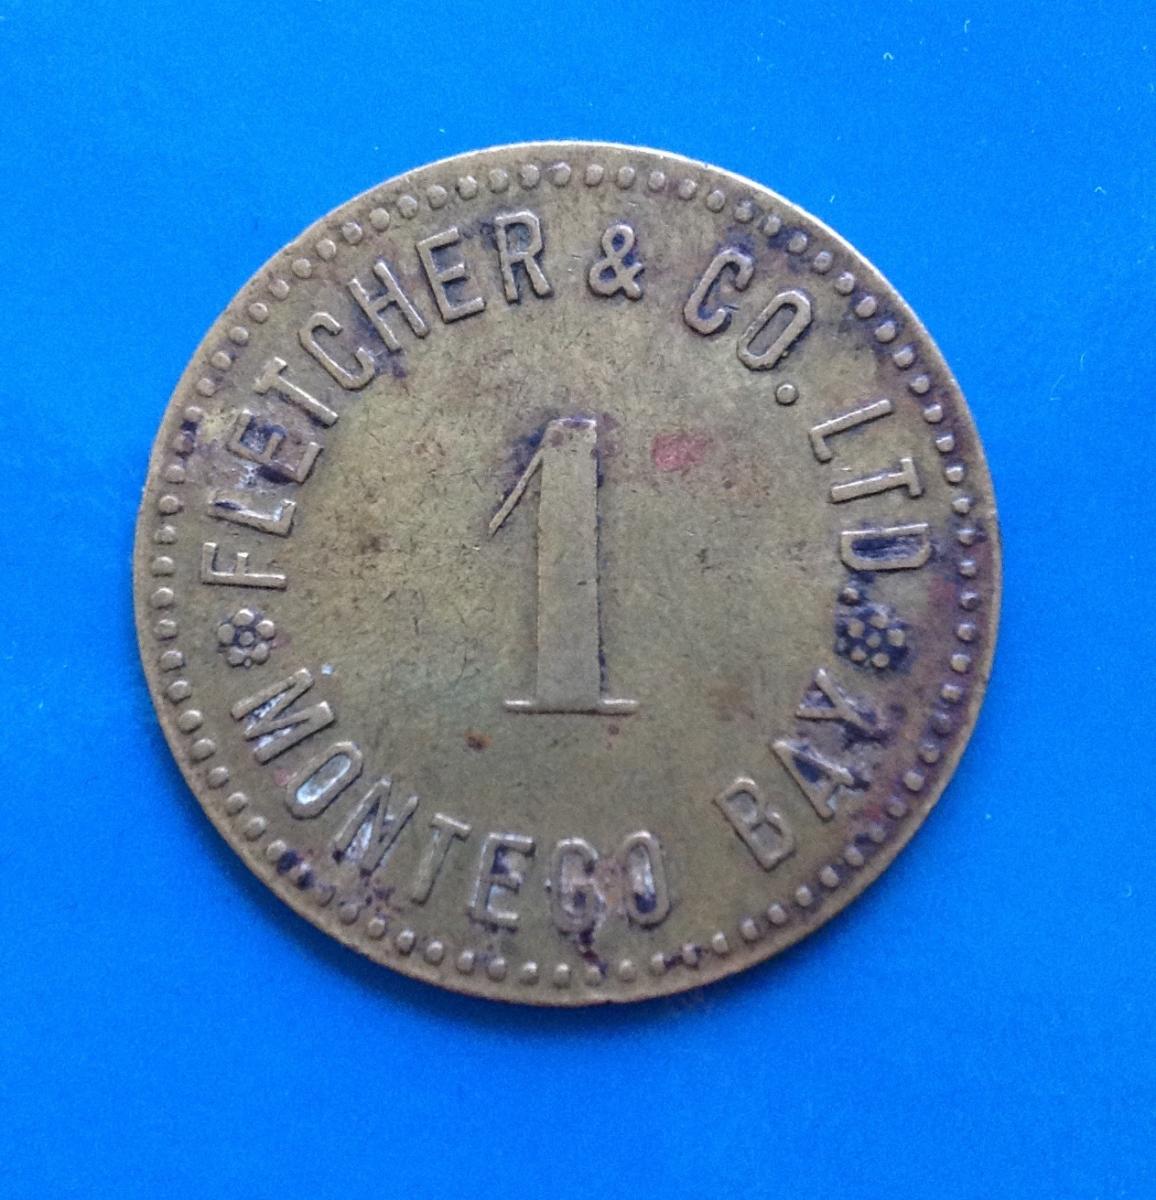 FLETCHER & CO. LTD.
1
MONTEGO BAY